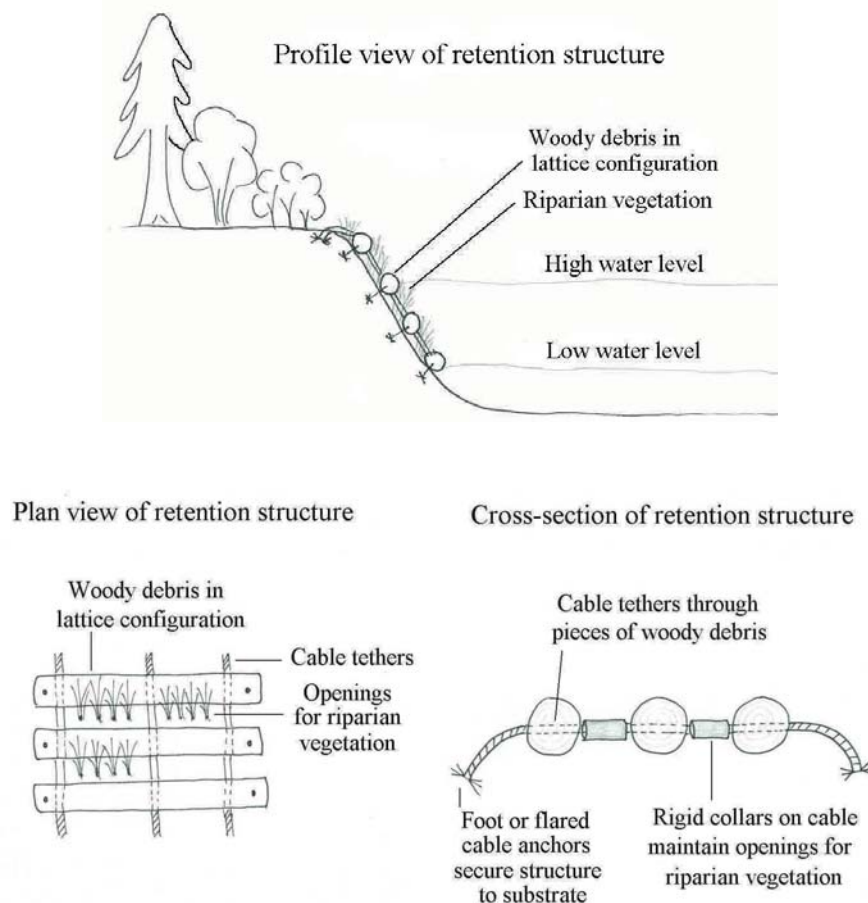 Profile view of retention structure
Woody debris in
lattice configuration
Riparian vegetation
High water level
Low water level
Plan view of retention structure
Woody debris in
lattice configuration
Cable tethers
Openings
for riparian
vegetation
Cross-section of retention structure
Cable tethers through
pieces of woody debris
Foot or flared
cable anchors
secure structure
to substrate
Rigid collars on cable
maintain openings for
riparian vegetation